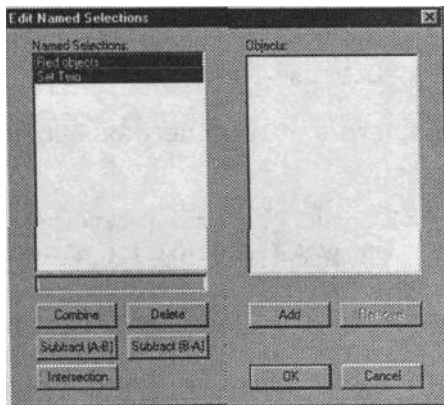 Edit Named Selections
Named Selections:
Objects:
Red objects
Set Two
Combine
Delete
Add
Remove
Subtract (A-B)
Subtract (B-A)
Intersection
OK
Cancel